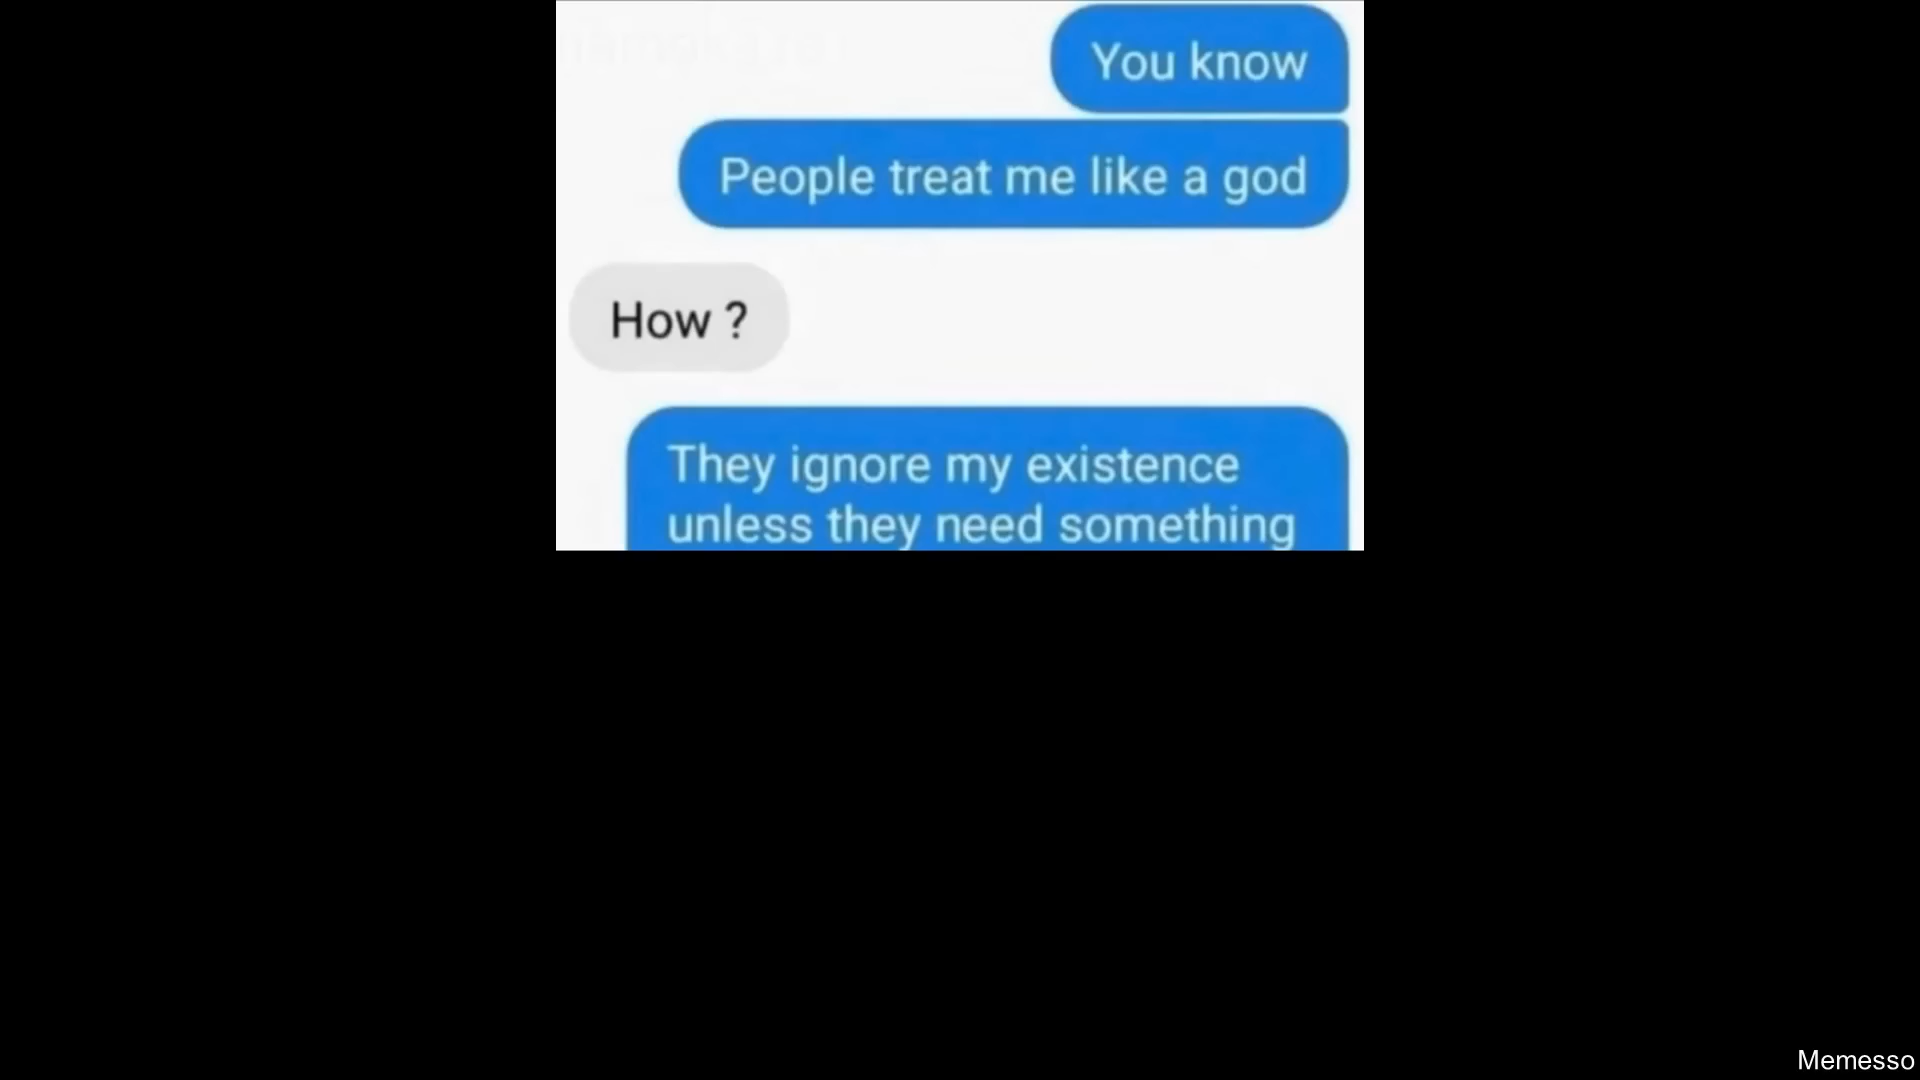 You know
People treat me like a god
How ?
They ignore my existence
unless they need something
Memesso